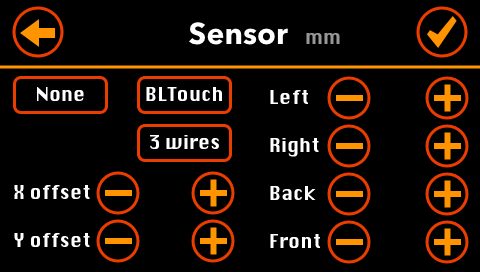 Sensor mm
None BLTouch
3 wires
X offset
Y offset
Left
Right
Back
Front